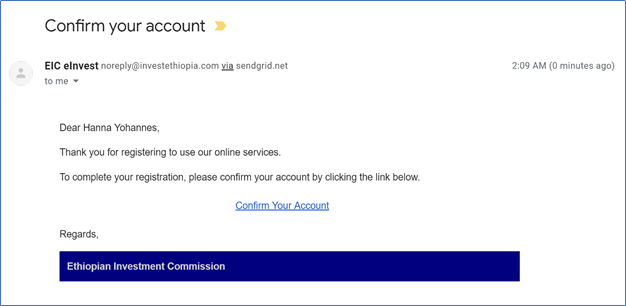 Confirm your account
EIC eInvest noreply@investethiopia.com via sendgrid.net 2:09 AM (0 minutes ago)
to me
Dear Hanna Yohannes,
Thank you for registering to use our online services.
To complete your registration, please confirm your account by clicking the link below.
Confirm Your Account
Regards,
Ethiopian Investment Commission